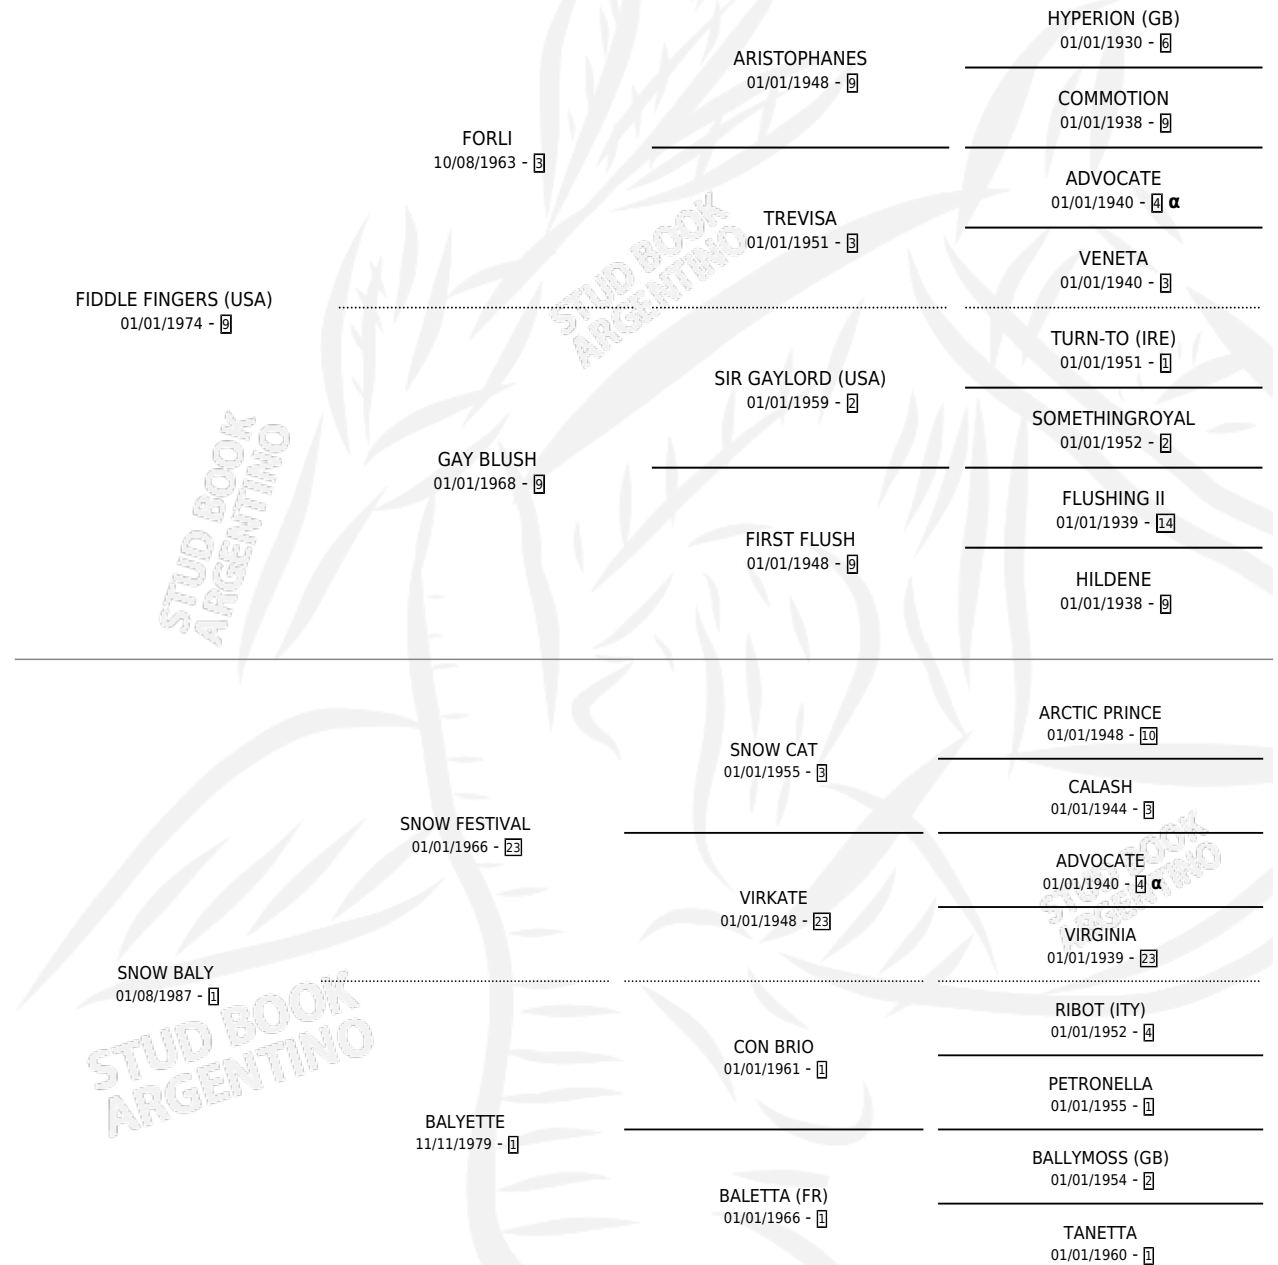 HYPERION (GB)
01/01/1930 - 6
ARISTOPHANES
01/01/1948 - 9
COMMOTION
01/01/1938 - 9
FORLI
10/08/1963 - 3
ADVOCATE
01/01/1940 - 4 α
TREVISA
01/01/1951 - 3
VENETA
01/01/1940 - 3
FIDDLE FINGERS (USA)
01/01/1974 - 9
TURN-TO (IRE)
01/01/1951 - 1
SIR GAYLORD (USA)
01/01/1959 - 2
SOMETHINGROYAL
01/01/1952 - 2
GAY BLUSH
01/01/1968 - 9
FLUSHING II
01/01/1939 - 14
FIRST FLUSH
01/01/1948 - 9
HILDENE
01/01/1938 - 9
STUD BOOK
ARGENTINO
STUD BOOK
ARGENTINO
ARCTIC PRINCE
01/01/1948 - 10
SNOW CAT
01/01/1955 - 3
CALASH
01/01/1944 - 3
SNOW FESTIVAL
01/01/1966 - 23
ADVOCATE
01/01/1940 - 4 α
VIRKATE
01/01/1948 - 23
VIRGINIA
01/01/1939 - 23
SNOW BALY
01/08/1987 - 1
RIBOT (ITY)
01/01/1952 - 4
CON BRIO
01/01/1961 - 1
PETRONELLA
01/01/1955 - 1
BALYETTE
11/11/1979 - 1
BALLYMOSS (GB)
01/01/1954 - 2
BALETTA (FR)
01/01/1966 - 1
TANETTA
01/01/1960 - 1
STUD BOOK
ARGENTINO
STUD BOOK
ARGENTINO